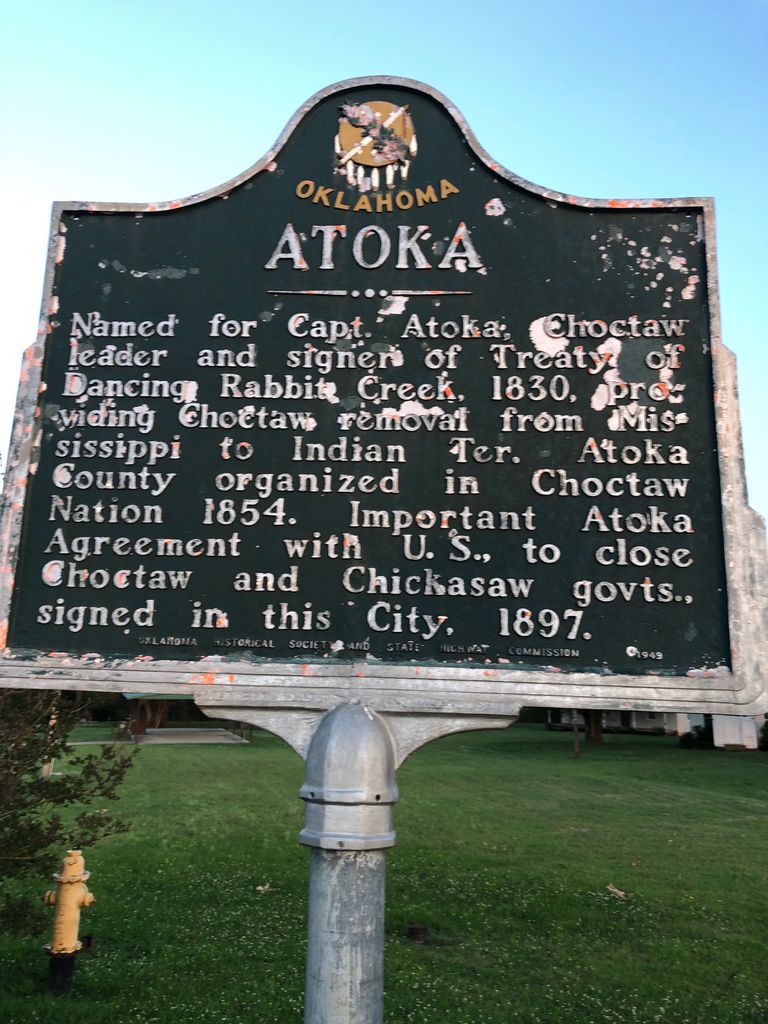 OKLAHOMA
ATOKA
Named for Capt. Atoka, Choctaw
leader and signer of Treaty of
Dancing Rabbit Creek, 1830, pro-
viding Choctaw removal from Mis-
sissippi to Indian Ter. Atoka
County organized in Choctaw
Nation 1854. Important Atoka
Agreement with U. S., to close
Choctaw and Chickasaw govts.,
signed in this City, 1897.
OKLAHOMA HISTORICAL SOCIETY AND STATE HIGHWAY COMMISSION 1949